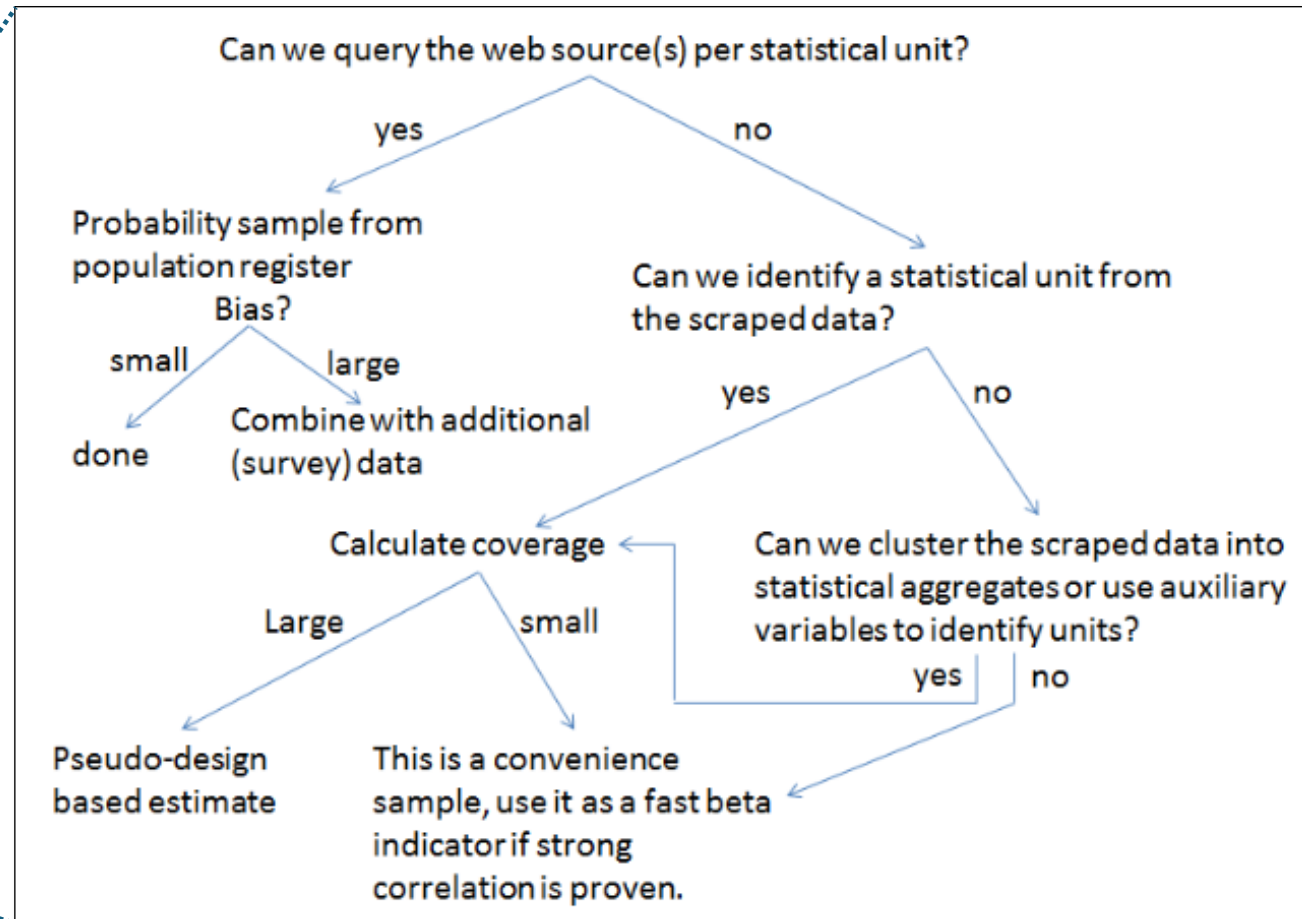 Can we query the web source(s) per statistical unit?
yes
no
Probability sample from
population register
Bias?
small
large
done
Combine with additional
(survey) data
Can we identify a statistical unit from
the scraped data?
yes
no
Calculate coverage
Large
small
Can we cluster the scraped data into
statistical aggregates or use auxiliary
variables to identify units?
yes
no
Pseudo-design
based estimate
This is a convenience
sample, use it as a fast beta
indicator if strong
correlation is proven.